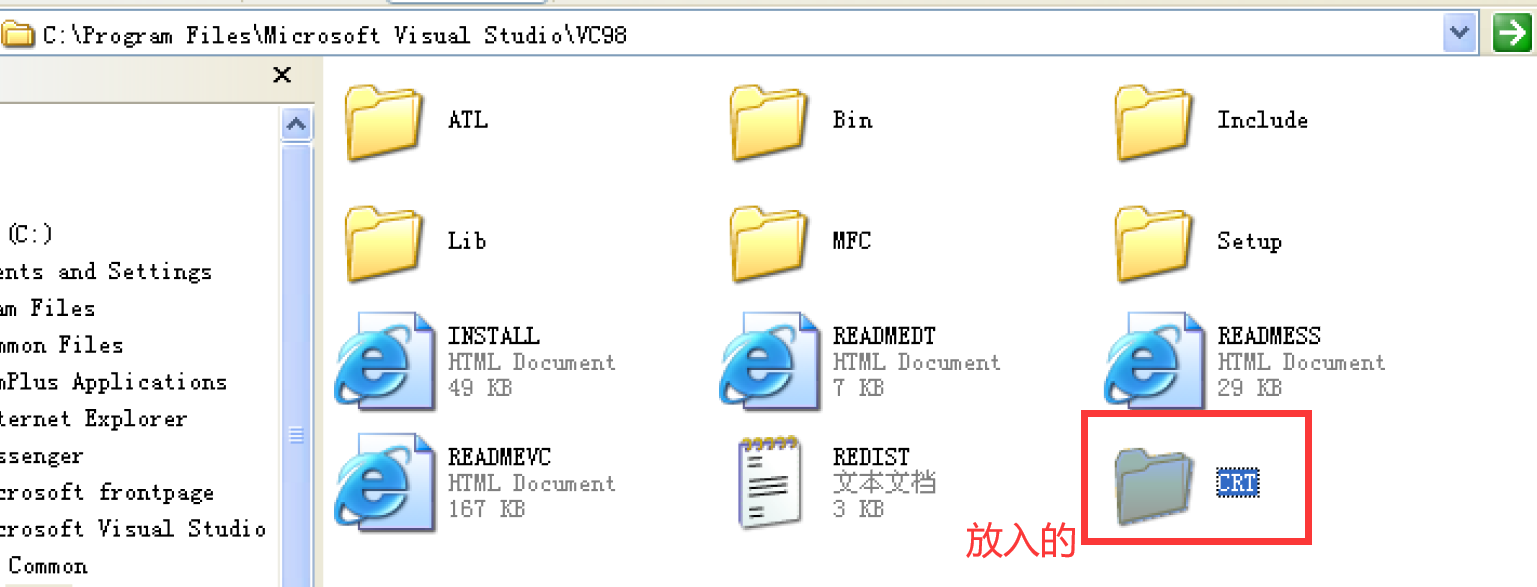 C:\Program Files\Microsoft Visual Studio\VC98
(C:)
ents and Settings
am Files
mmon Files
mPlus Applications
ternet Explorer
ssenger
crosoft frontpage
crosoft Visual Studio
Common
ATL
Bin
Include
Lib
MFC
Setup
INSTALL
HTML Document
49 KB
READMEDT
HTML Document
7 KB
READMESS
HTML Document
29 KB
READMEVC
HTML Document
167 KB
REDIST
文本文档
3 KB
CRT
放入的